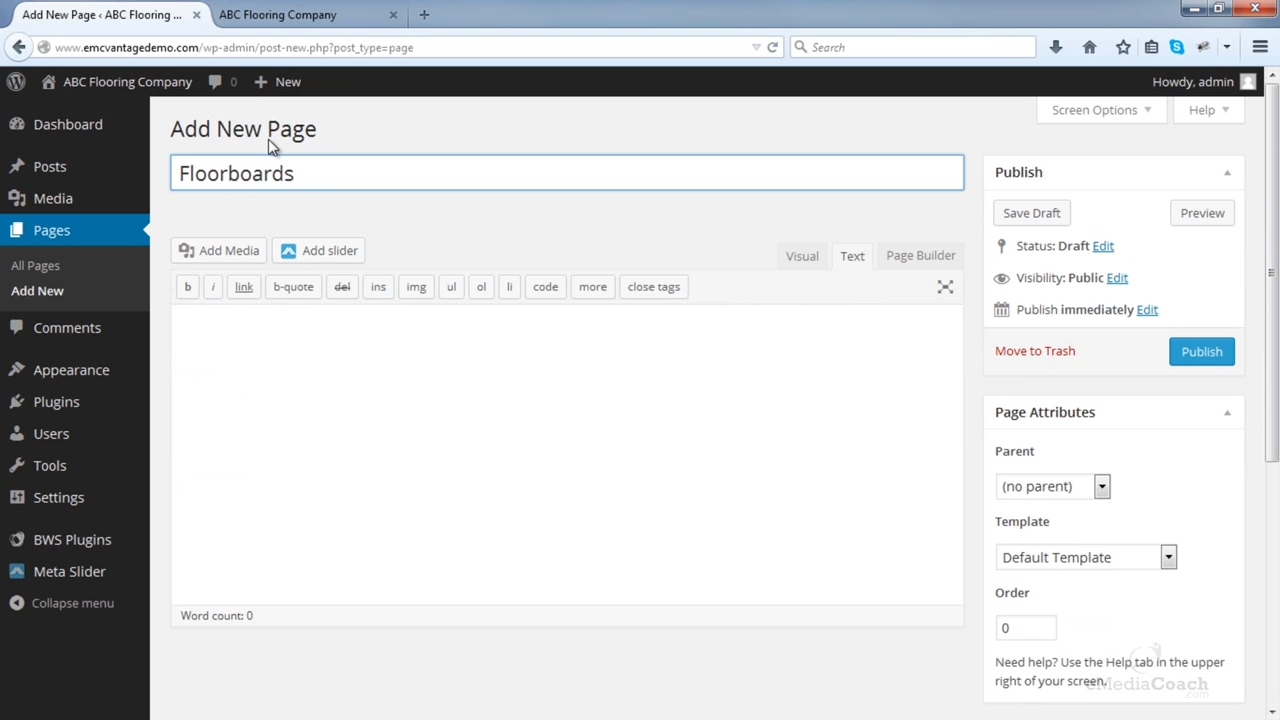 Add New Page ‹ ABC Flooring ...
ABC Flooring Company
www.emcvantagedemo.com/wp-admin/post-new.php?post_type=page
Search
ABC Flooring Company
0
New
Howdy, admin
Dashboard
Posts
Media
Pages
All Pages
Add New
Comments
Appearance
Plugins
Users
Tools
Settings
BWS Plugins
Meta Slider
Collapse menu
Screen Options
Help
Add New Page
Floorboards
Add Media
Add slider
Visual
Text
Page Builder
b
i
link
b-quote
del
ins
img
ul
ol
li
code
more
close tags
Word count: 0
Publish
Save Draft
Preview
Status: Draft Edit
Visibility: Public Edit
Publish immediately Edit
Move to Trash
Publish
Page Attributes
Parent
(no parent)
Template
Default Template
Order
0
Need help? Use the Help tab in the upper
right of your screen.
eMediaCoach
.com